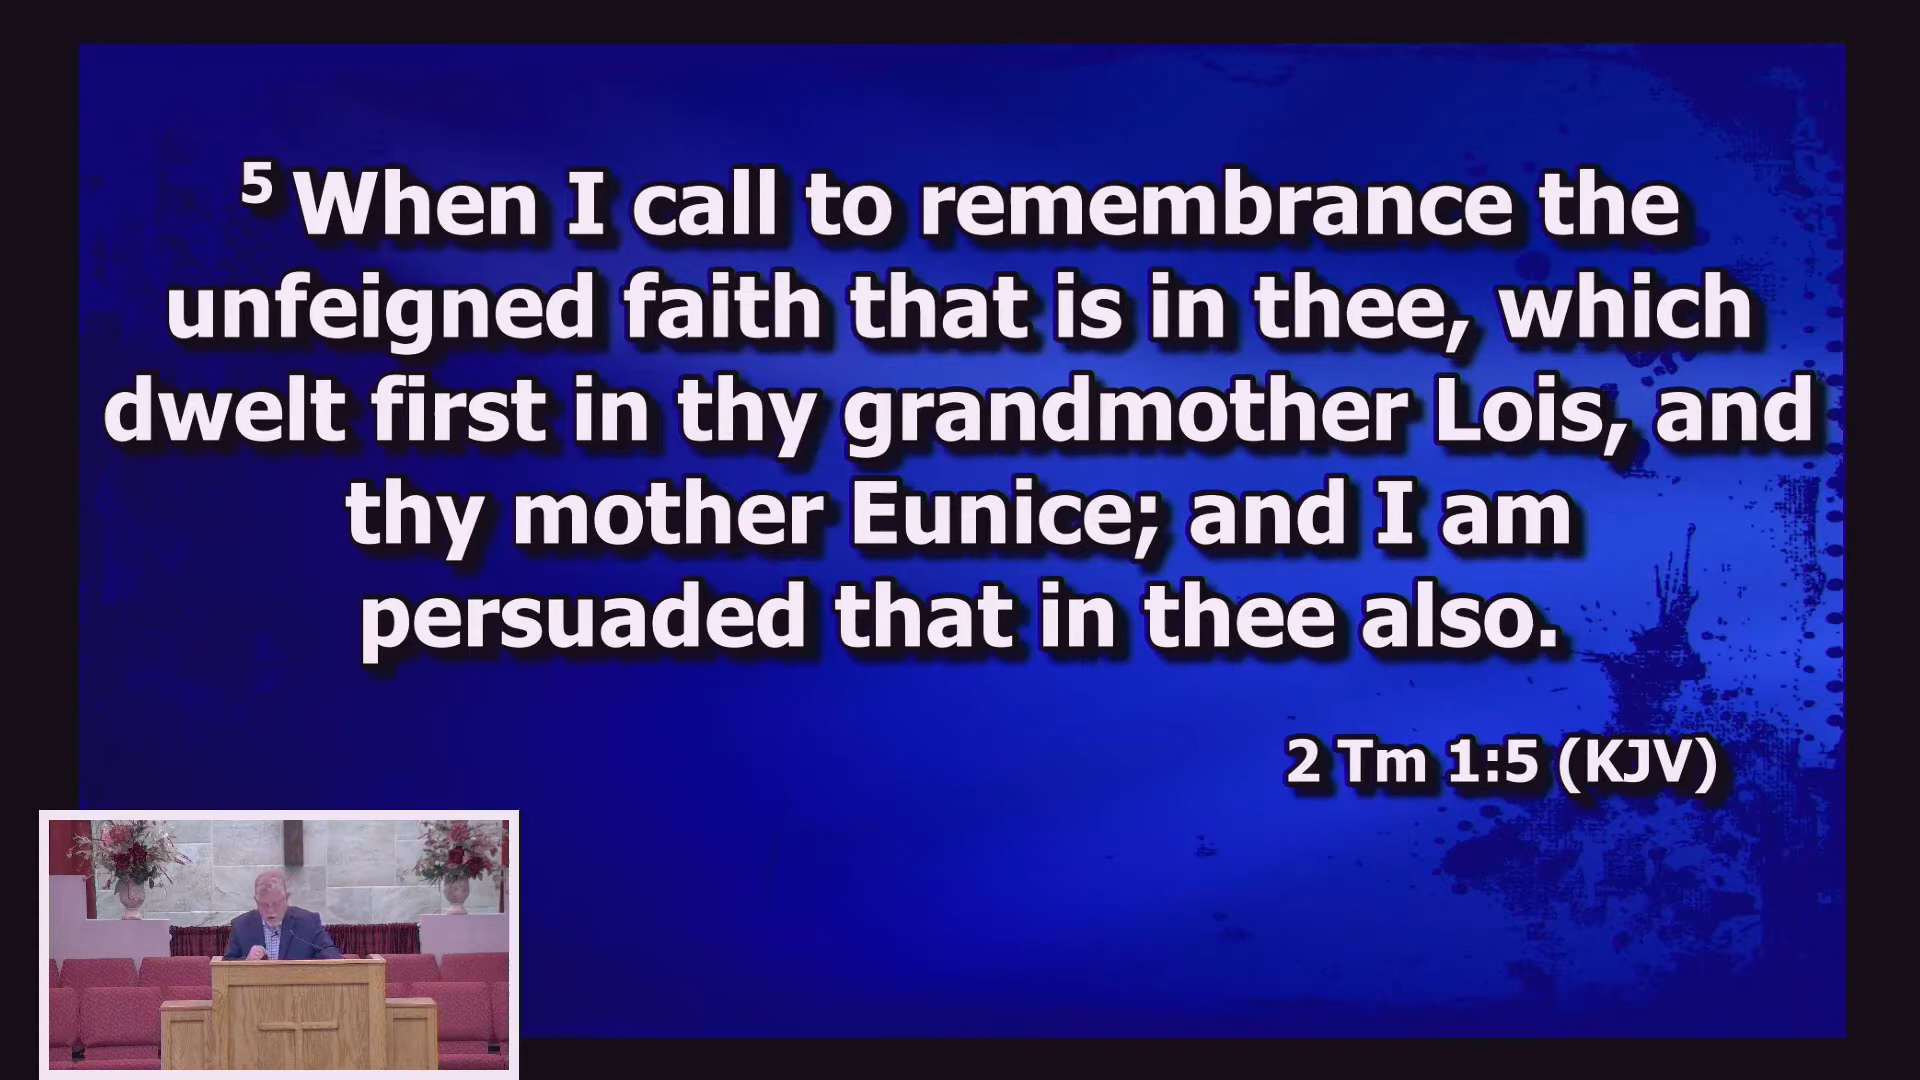 5 When I call to remembrance the
unfeigned faith that is in thee, which
dwelt first in thy grandmother Lois, and
thy mother Eunice; and I am
persuaded that in thee also.
2 Tm 1:5 (KJV)